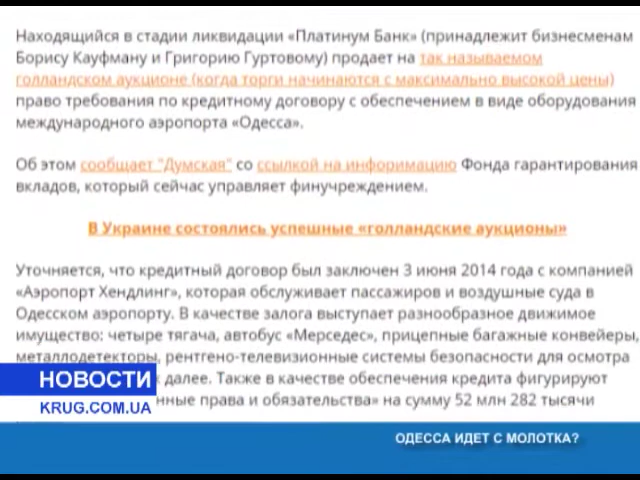 Находящийся в стадии ликвидации «Платинум Банк» (принадлежит бизнесменам
Борису Кауфману и Григорию Гуртовому) продает на так называемом
голландском аукционе (когда торги начинаются с максимально высокой цены)
право требования по кредитному договору с обеспечением в виде оборудования
международного аэропорта «Одесса».
Об этом сообщает "Думская" со ссылкой на информацию Фонда гарантирования
вкладов, который сейчас управляет финучреждением.
В Украине состоялись успешные «голландские аукционы»
Уточняется, что кредитный договор был заключен 3 июня 2014 года с компанией
«Аэропорт Хендлинг», которая обслуживает пассажиров и воздушные суда в
Одесском аэропорту. В качестве залога выступает разнообразное движимое
имущество: четыре тягача, автобус «Мерседес», прицепные багажные конвейеры,
металлодетекторы, рентгено-телевизионные системы безопасности для осмотра
далее. Также в качестве обеспечения кредита фигурируют
нные права и обязательства» на сумму 52 млн 282 тысячи
НОВОСТИ
KRUG.COM.UA
ОДЕССА ИДЕТ С МОЛОТКА?